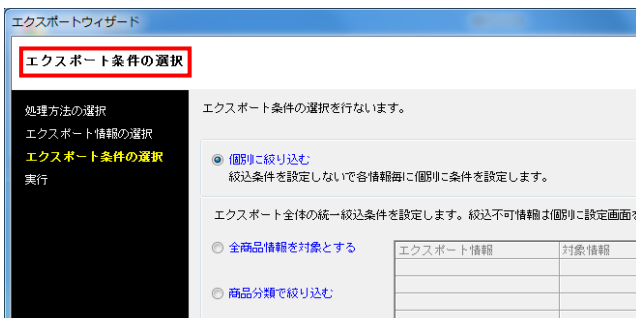 エクスポートウィザード
エクスポート条件の選択
処理方法の選択
エクスポート情報の選択
エクスポート条件の選択
実行
エクスポート条件の選択を行ないます。
個別に絞り込む
絞込条件を設定しないで各情報毎に個別に条件を設定します。
エクスポート全体の統一絞込条件を設定します。絞込不可情報は個別に設定画面
全商品情報を対象とする
エクスポート情報
対象情報
商品分類で絞り込む